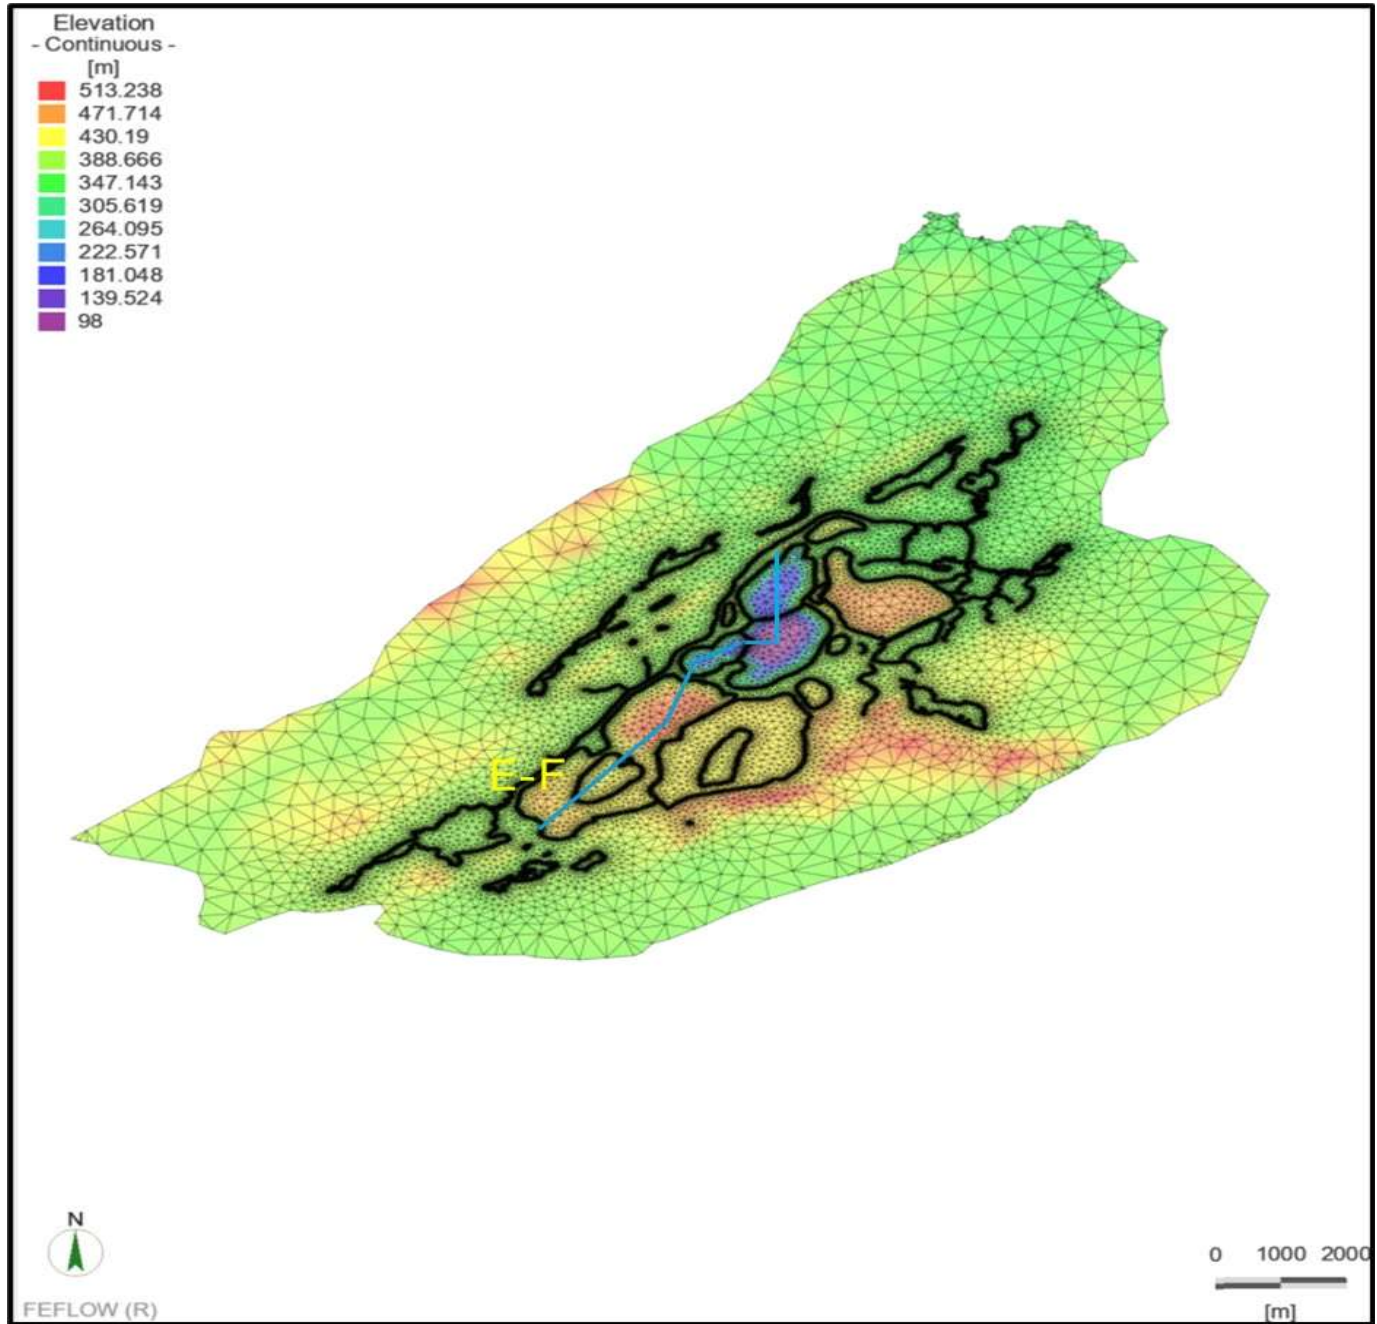 Elevation
- Continuous -
[m]
513.238
471.714
430.19
388.666
347.143
305.619
264.095
222.571
181.048
139.524
98
E-F
N
0 1000 2000
[m]
FEFLOW (R)